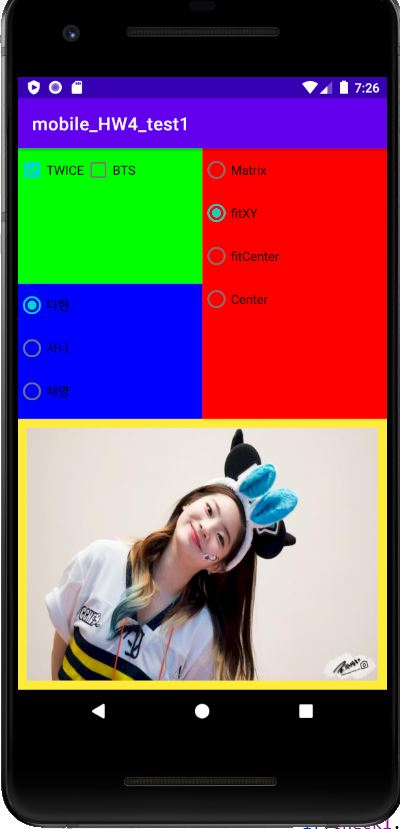 7:26
mobile_HW4_test1
TWICE BTS
Matrix
fitXY
fitCenter
Center
다현
사나
채영